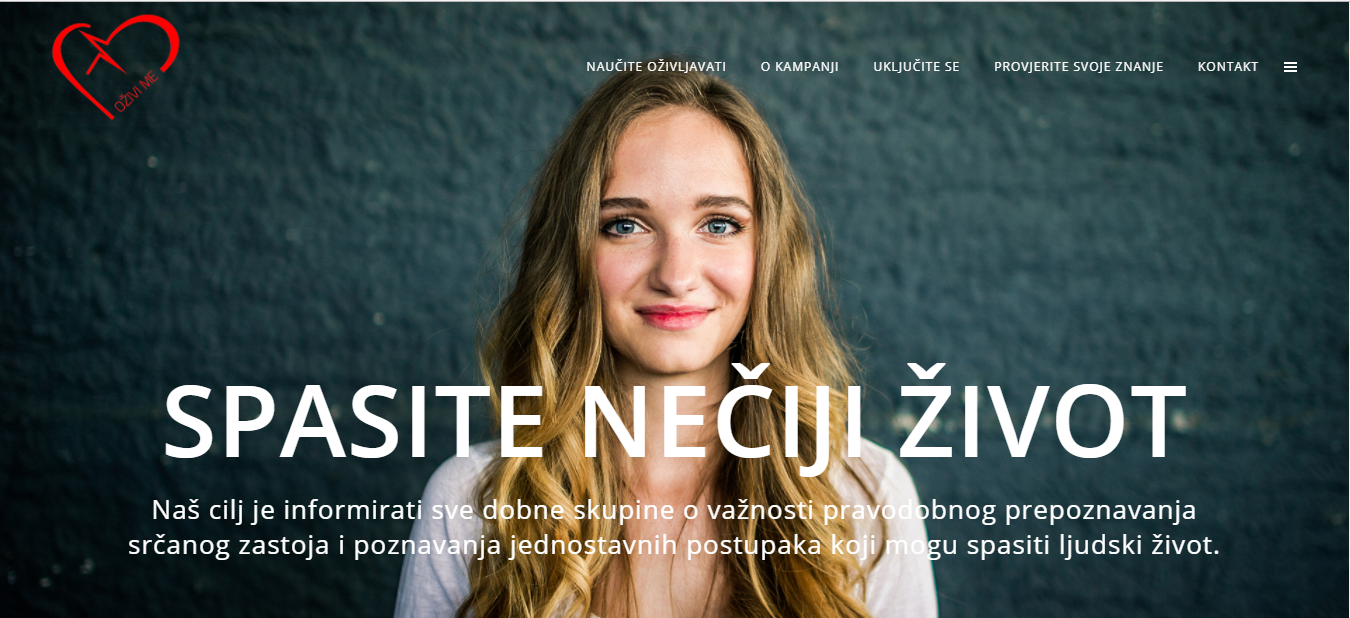 OŽIVI ME
NAUČITE OŽIVLJAVATI O KAMPANJI UKLJUČITE SE PROVJERITE SVOJE ZNANJE KONTAKT
SPASITE NEČIJI ŽIVOT
Naš cilj je informirati sve dobne skupine o važnosti pravodobnog prepoznavanja
srčanog zastoja i poznavanja jednostavnih postupaka koji mogu spasiti ljudski život.